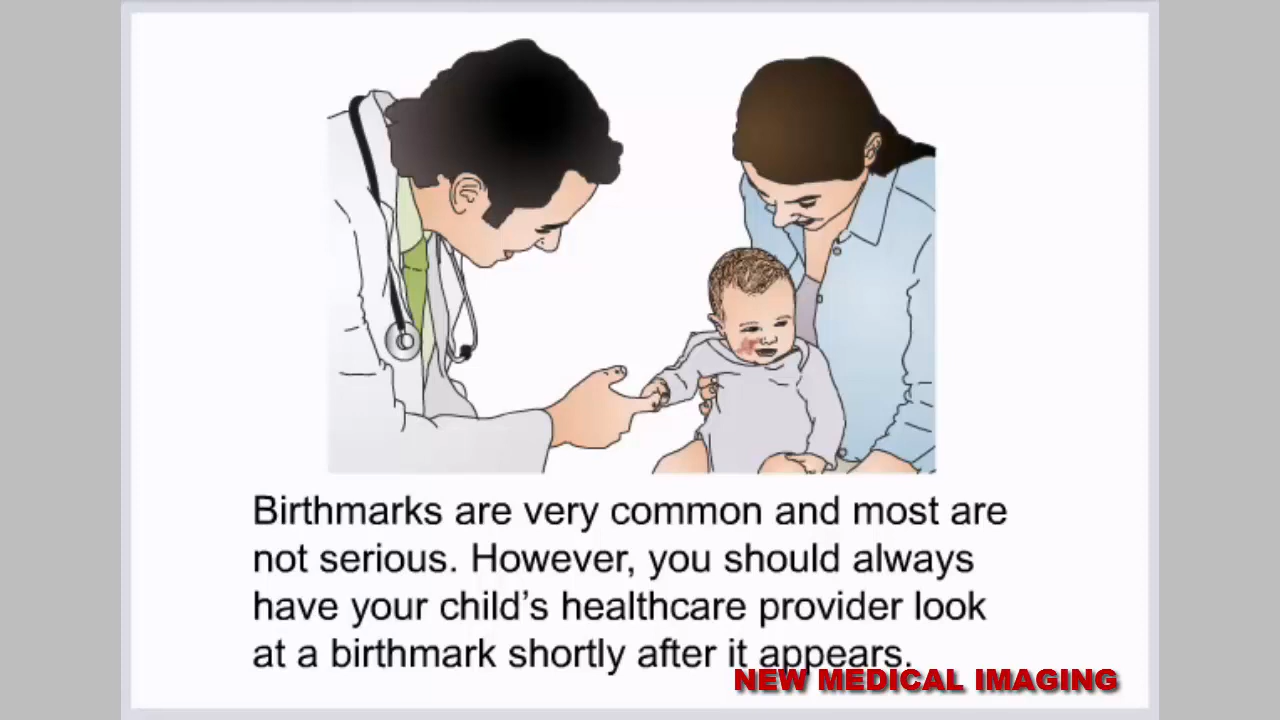 Birthmarks are very common and most are
not serious. However, you should always
have your child's healthcare provider look
at a birthmark shortly after it appears.
NEW MEDICAL IMAGING